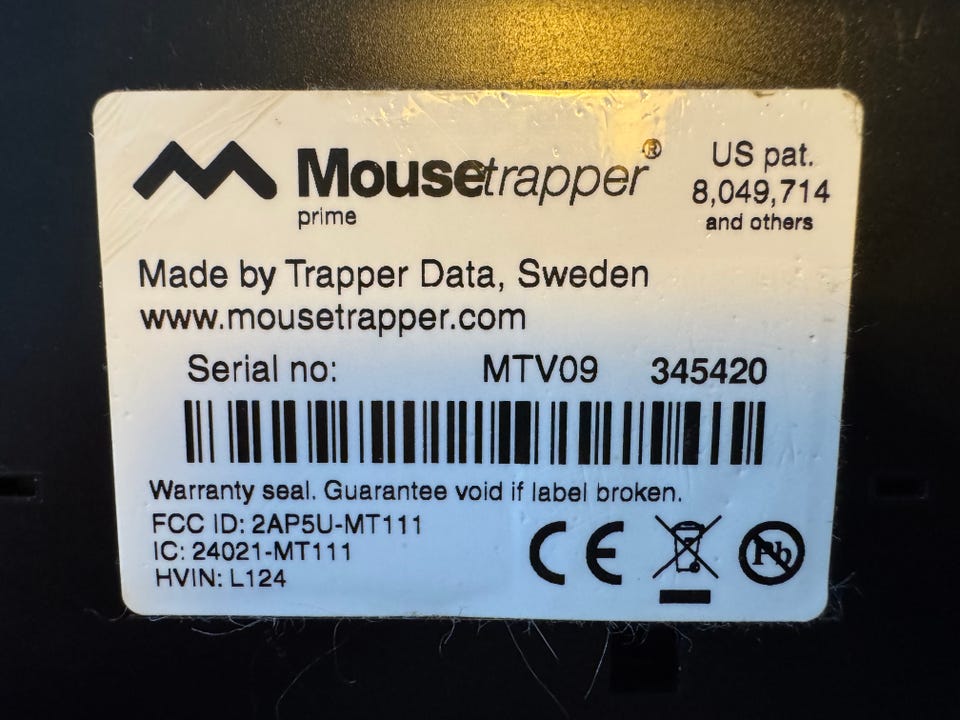 Mousetrapper®
prime
US pat.
8,049,714
and others
Made by Trapper Data, Sweden
www.mousetrapper.com
Serial no: MTV09 345420
Warranty seal. Guarantee void if label broken.
FCC ID: 2AP5U-MT111
IC: 24021-MT111
HVIN: L124
CE
Pb